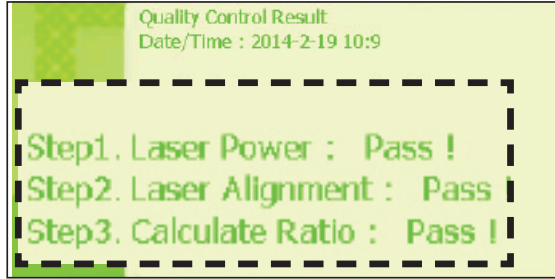 Quality Control Result
Date/Time : 2014-2-19 10:9
Step1. Laser Power : Pass !
Step2. Laser Alignment : Pass !
Step3. Calculate Ratio : Pass !